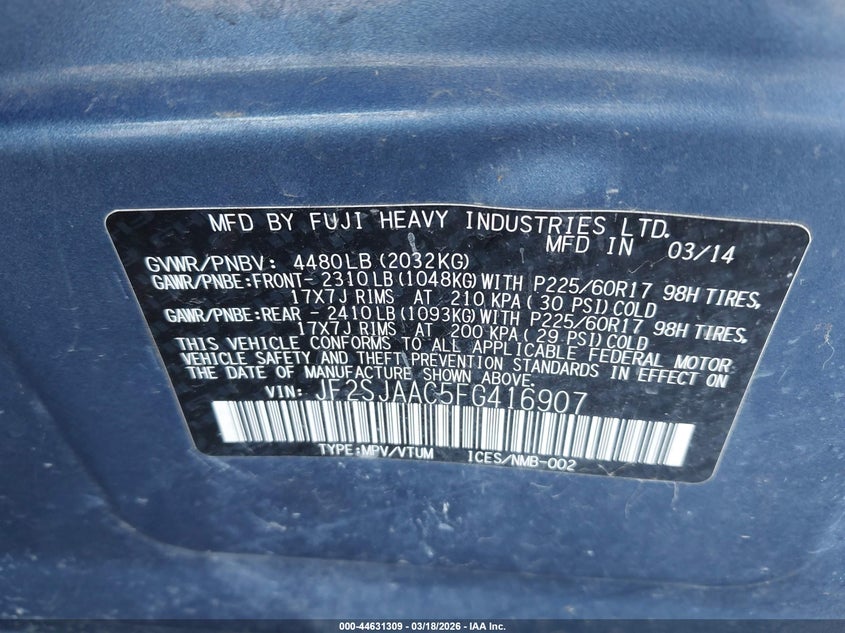 MFD BY FUJI HEAVY INDUSTRIES LTD.
MFD IN 03/14
GVWR/PNBV: 4480LB(2032KG)
GAWR/PNBE:FRONT- 2310LB(1048KG)WITH P225/60R17 98H TIRES,
17X7J RIMS AT 210 KPA(30 PSI)COLD
GAWR/PNBE:REAR - 2410LB(1093KG)WITH P225/60R17 98H TIRES,
17X7J RIMS AT 200 KPA(29 PSI)COLD
THIS VEHICLE CONFORMS TO ALL APPLICABLE FEDERAL MOTOR
VEHICLE SAFETY AND THEFT PREVENTION STANDARDS IN EFFECT ON
THE DATE OF MANUFACTURE SHOWN ABOVE.
VIN: JF2SJAAC5FG416907
TYPE:MPV/VTUM ICES/NMB-002
000-44631309 | 03/18/2026 - IAA Inc.